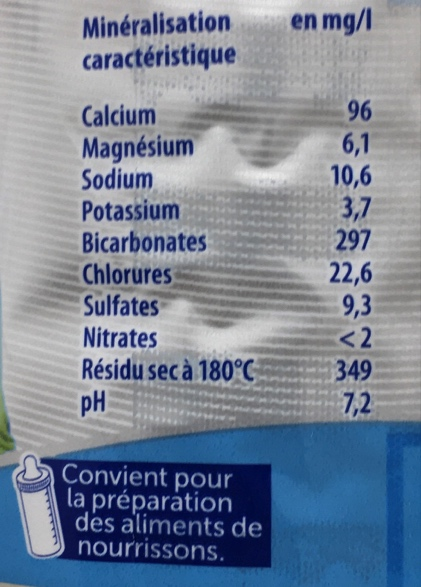 Minéralisation en mg/l
caractéristique
Calcium 96
Magnésium 6,1
Sodium 10,6
Potassium 3,7
Bicarbonates 297
Chlorures 22,6
Sulfates 9,3
Nitrates <2
Résidu sec à 180°C 349
pH 7,2
Convient pour
la préparation
des aliments de
nourrissons.